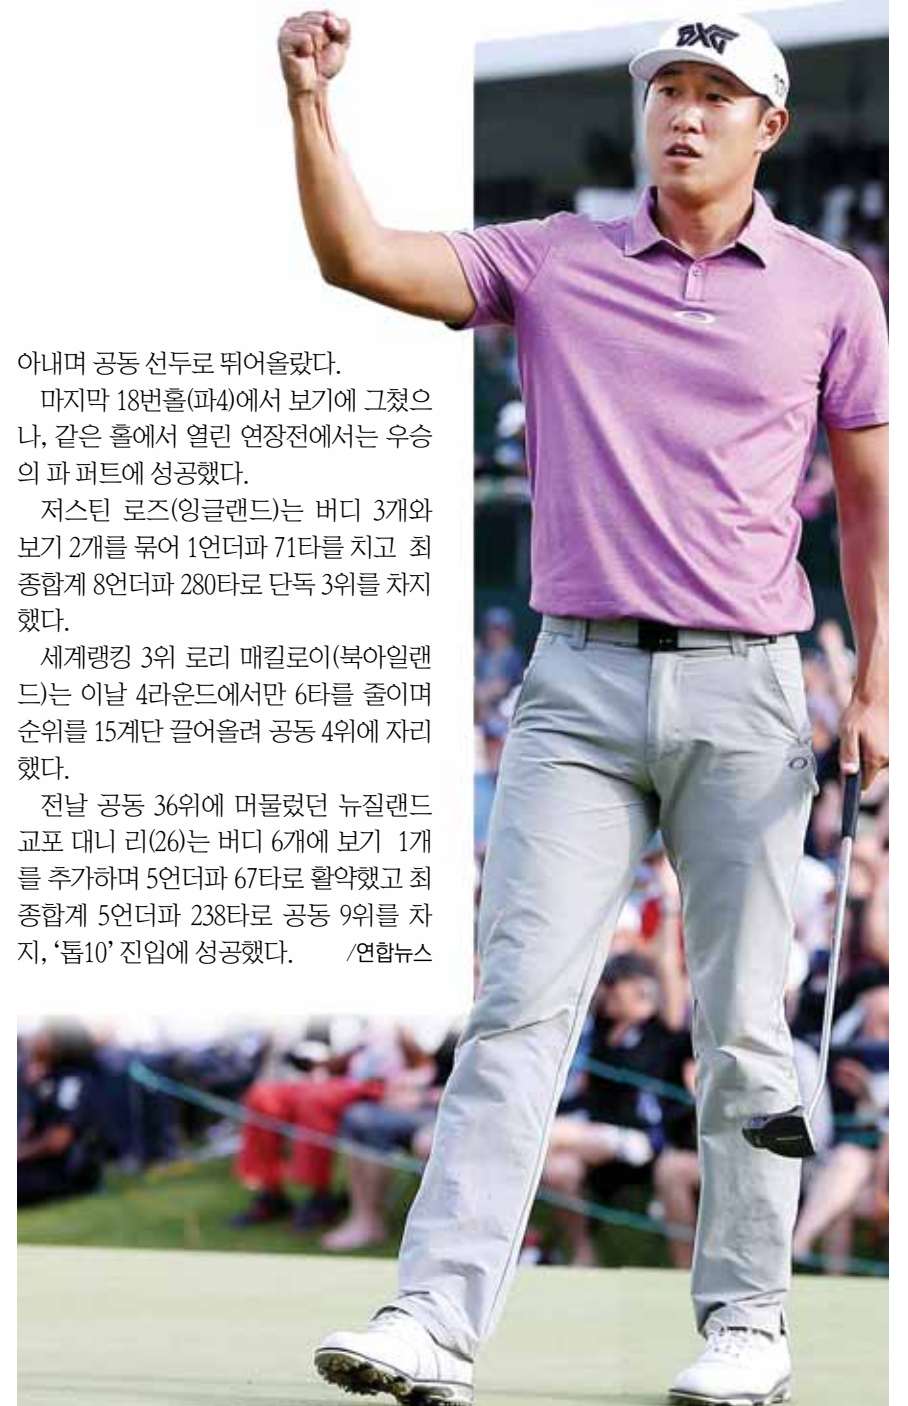 PXG
아내며 공동 선두로 뛰어올랐다.
마지막 18번홀(파4)에서 보기에 그쳤으
나, 같은 홀에서 열린 연장전에서는 우승
의 파 퍼트에 성공했다.
저스틴 로즈(잉글랜드)는 버디 3개와
보기 2개를 묶어 1언더파 71타를 치고 최
종합계 8언더파 280타로 단독 3위를 차지
했다.
세계랭킹 3위 로리 매킬로이(북아일랜
드)는 이날 4라운드에서만 6타를 줄이며
순위를 15계단 끌어올려 공동 4위에 자리
했다.
전날 공동 36위에 머물렀던 뉴질랜드
교포 대니 리(26)는 버디 6개에 보기 1개
를 추가하며 5언더파 67타로 활약했고 최
종합계 5언더파 238타로 공동 9위를 차
지, ‘톱10’ 진입에 성공했다. /연합뉴스